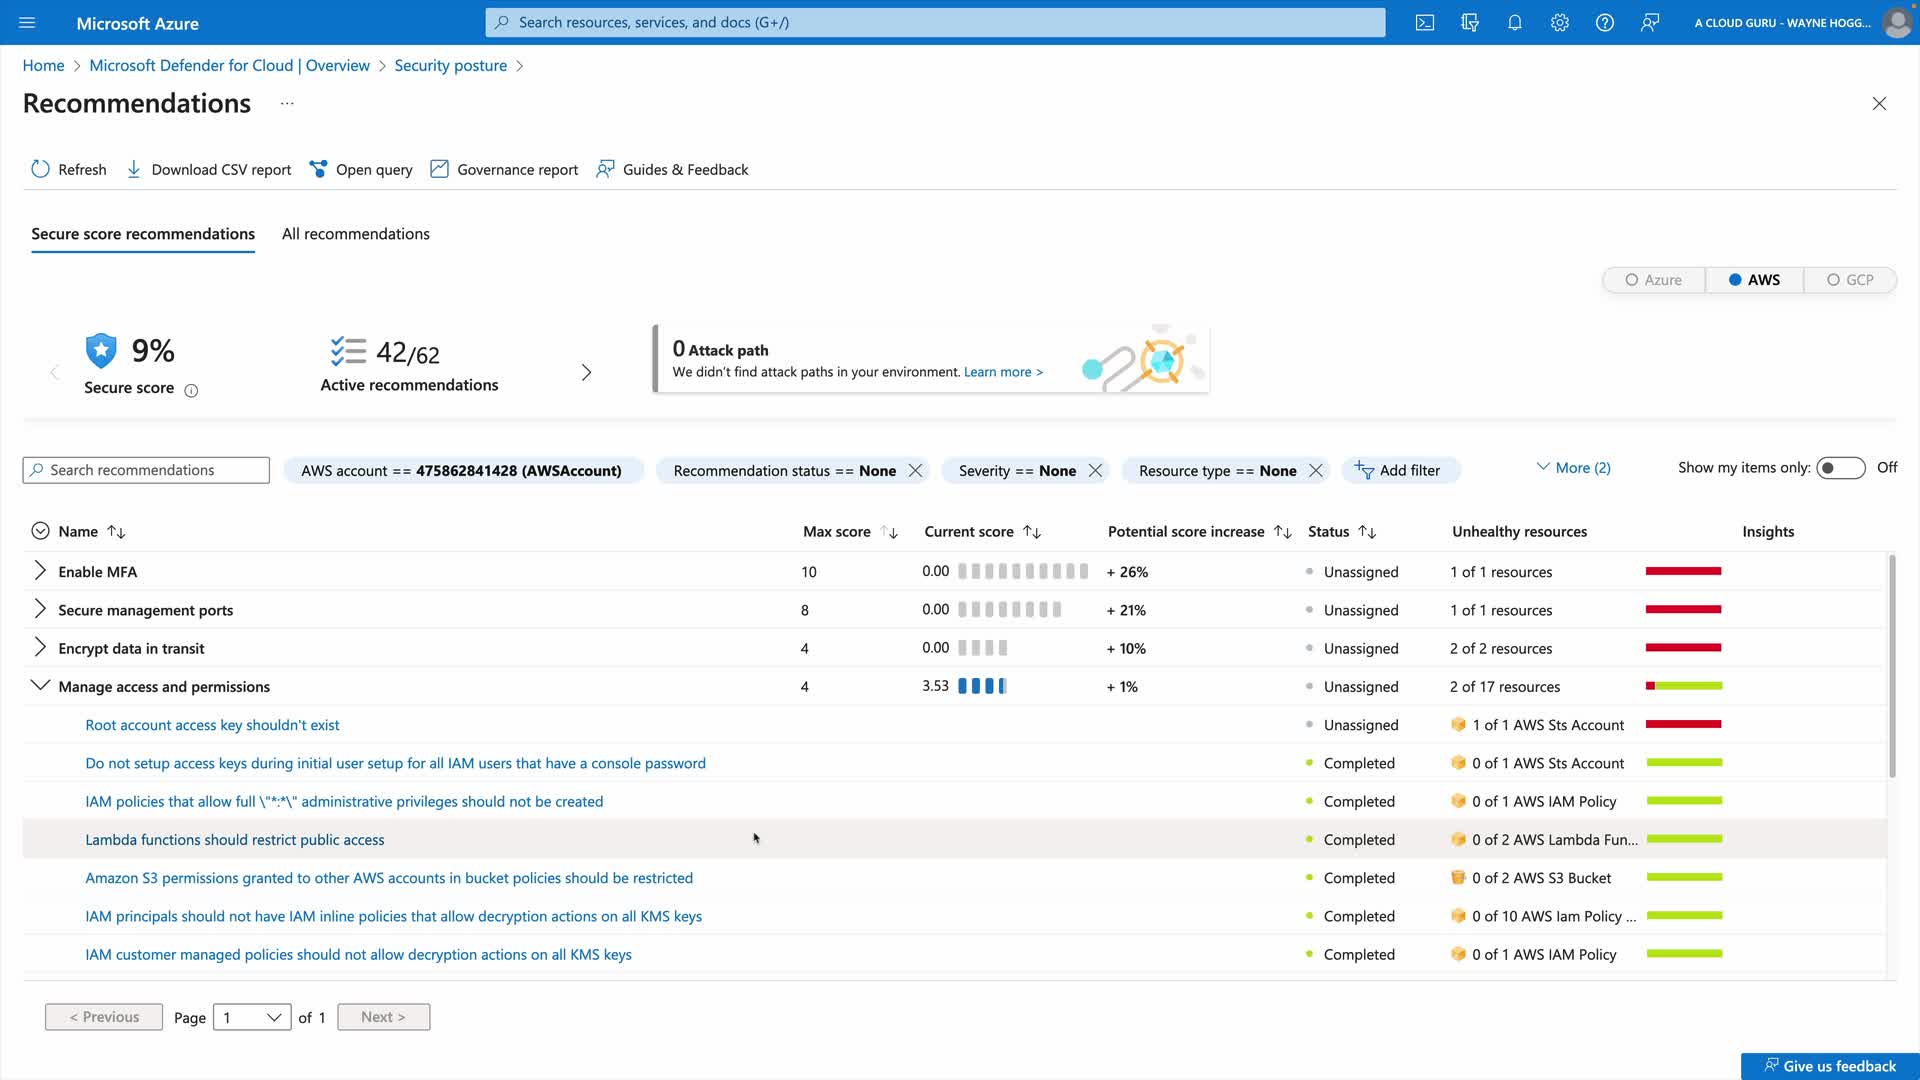 Microsoft Azure
Search resources, services, and docs (G+/)
A CLOUD GURU - WAYNE HOGG...
Home > Microsoft Defender for Cloud | Overview > Security posture >
Recommendations ...
Refresh Download CSV report Open query Governance report Guides & Feedback
Secure score recommendations All recommendations
Azure AWS GCP
9%
Secure score
42/62
Active recommendations
0 Attack path
We didn't find attack paths in your environment. Learn more >
Search recommendations AWS account == 475862841428 (AWSAccount) Recommendation status == None Severity == None Resource type == None Add filter More (2) Show my items only: Off
Name Max score Current score Potential score increase Status Unhealthy resources Insights
Enable MFA 10 0.00 + 26% Unassigned 1 of 1 resources
Secure management ports 8 0.00 + 21% Unassigned 1 of 1 resources
Encrypt data in transit 4 0.00 + 10% Unassigned 2 of 2 resources
Manage access and permissions 4 3.53 + 1% Unassigned 2 of 17 resources
Root account access key shouldn't exist Unassigned 1 of 1 AWS Sts Account
Do not setup access keys during initial user setup for all IAM users that have a console password Completed 0 of 1 AWS Sts Account
IAM policies that allow full \"*:*\" administrative privileges should not be created Completed 0 of 1 AWS IAM Policy
Lambda functions should restrict public access Completed 0 of 2 AWS Lambda Fun...
Amazon S3 permissions granted to other AWS accounts in bucket policies should be restricted Completed 0 of 2 AWS S3 Bucket
IAM principals should not have IAM inline policies that allow decryption actions on all KMS keys Completed 0 of 10 AWS Iam Policy ...
IAM customer managed policies should not allow decryption actions on all KMS keys Completed 0 of 1 AWS IAM Policy
< Previous Page 1 of 1 Next >
Give us feedback